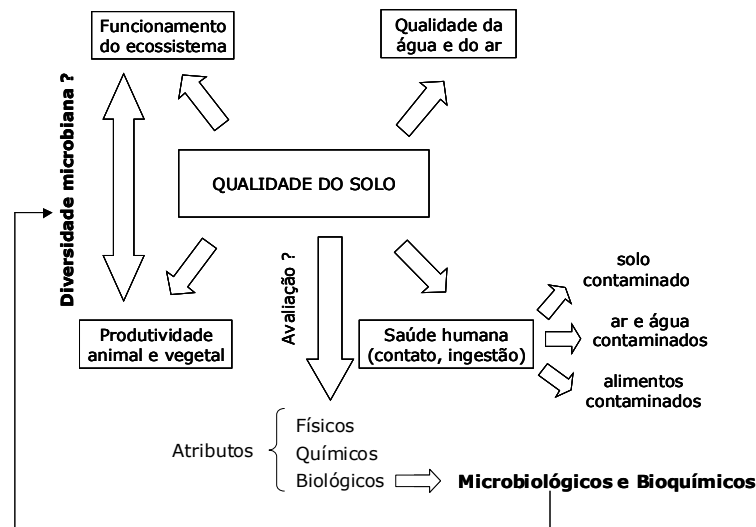 Funcionamento
do ecossistema
Qualidade da
água e do ar
Diversidade microbiana ?
QUALIDADE DO SOLO
Avaliação ?
Produtividade
animal e vegetal
Saúde humana
(contato, ingestão)
solo
contaminado
ar e água
contaminados
alimentos
contaminados
Atributos
Físicos
Químicos
Biológicos
Microbiológicos e Bioquímicos